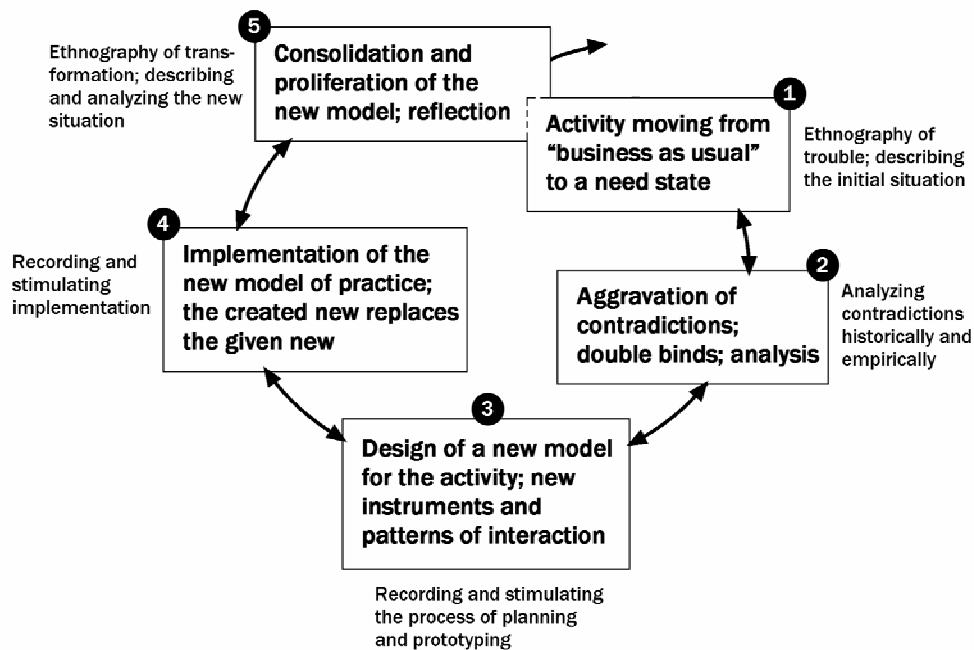 5
Ethnography of trans-
formation; describing
and analyzing the new
situation
Consolidation and
proliferation of the
new model; reflection
1
Activity moving from
“business as usual”
to a need state
Ethnography of
trouble; describing
the initial situation
4
Recording and
stimulating
implementation
Implementation of the
new model of practice;
the created new replaces
the given new
2
Aggravation of
contradictions;
double binds; analysis
Analyzing
contradictions
historically and
empirically
3
Design of a new model
for the activity; new
instruments and
patterns of interaction
Recording and stimulating
the process of planning
and prototyping